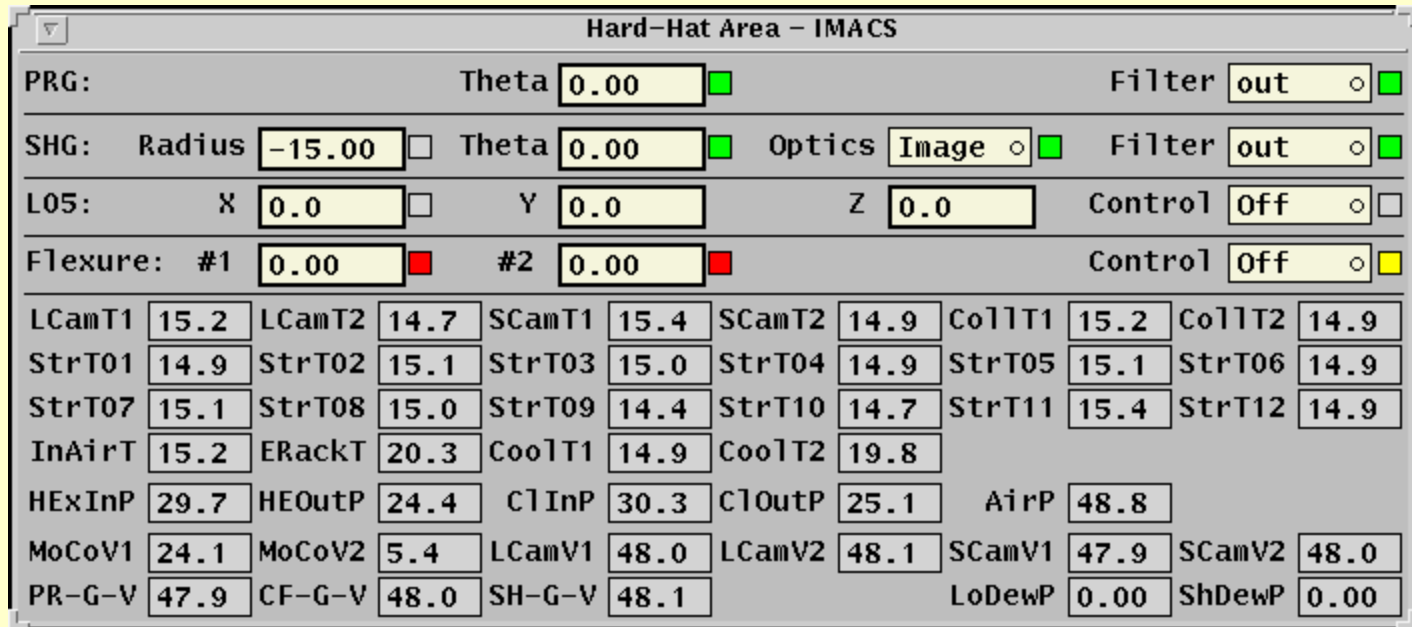 Hard-Hat Area - IMACS
PRG: Theta 0.00 Filter out
SHG: Radius -15.00 Theta 0.00 Optics Image Filter out
L05: X 0.0 Y 0.0 Z 0.0 Control Off
Flexure: #1 0.00 #2 0.00 Control Off
LCamT1 15.2 LCamT2 14.7 SCamT1 15.4 SCamT2 14.9 CollT1 15.2 CollT2 14.9
StrT01 14.9 StrT02 15.1 StrT03 15.0 StrT04 14.9 StrT05 15.1 StrT06 14.9
StrT07 15.1 StrT08 15.0 StrT09 14.4 StrT10 14.7 StrT11 15.4 StrT12 14.9
InAirT 15.2 ERackT 20.3 CoolT1 14.9 CoolT2 19.8
HExInP 29.7 HEOutP 24.4 ClInP 30.3 ClOutP 25.1 AirP 48.8
MoCoV1 24.1 MoCoV2 5.4 LCamV1 48.0 LCamV2 48.1 SCamV1 47.9 SCamV2 48.0
PR-G-V 47.9 CF-G-V 48.0 SH-G-V 48.1 LoDewP 0.00 ShDewP 0.00